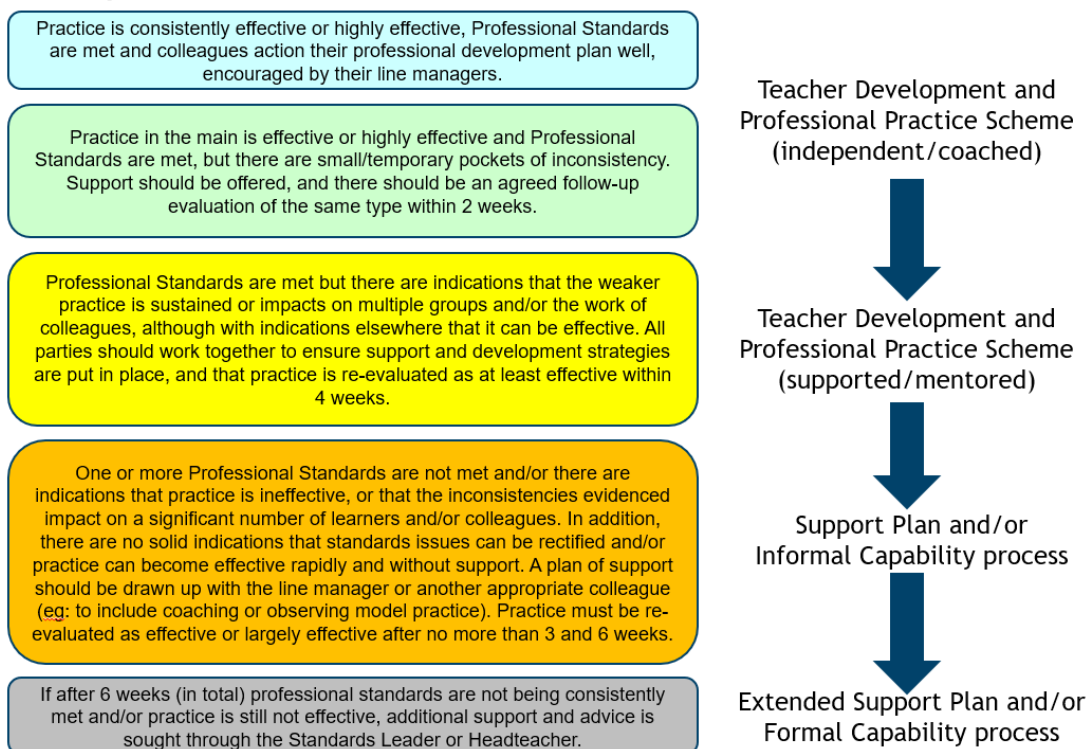 Practice is consistently effective or highly effective, Professional Standards
are met and colleagues action their professional development plan well,
encouraged by their line managers.
Practice in the main is effective or highly effective and Professional
Standards are met, but there are small/temporary pockets of inconsistency.
Support should be offered, and there should be an agreed follow-up
evaluation of the same type within 2 weeks.
Professional Standards are met but there are indications that the weaker
practice is sustained or impacts on multiple groups and/or the work of
colleagues, although with indications elsewhere that it can be effective. All
parties should work together to ensure support and development strategies
are put in place, and that practice is re-evaluated as at least effective within
4 weeks.
One or more Professional Standards are not met and/or there are
indications that practice is ineffective, or that the inconsistencies evidenced
impact on a significant number of learners and/or colleagues. In addition,
there are no solid indications that standards issues can be rectified and/or
practice can become effective rapidly and without support. A plan of support
should be drawn up with the line manager or another appropriate colleague
(eg: to include coaching or observing model practice). Practice must be re-
evaluated as effective or largely effective after no more than 3 and 6 weeks.
If after 6 weeks (in total) professional standards are not being consistently
met and/or practice is still not effective, additional support and advice is
sought through the Standards Leader or Headteacher.
Teacher Development and
Professional Practice Scheme
(independent/coached)
Teacher Development and
Professional Practice Scheme
(supported/mentored)
Support Plan and/or
Informal Capability process
Extended Support Plan and/or
Formal Capability process